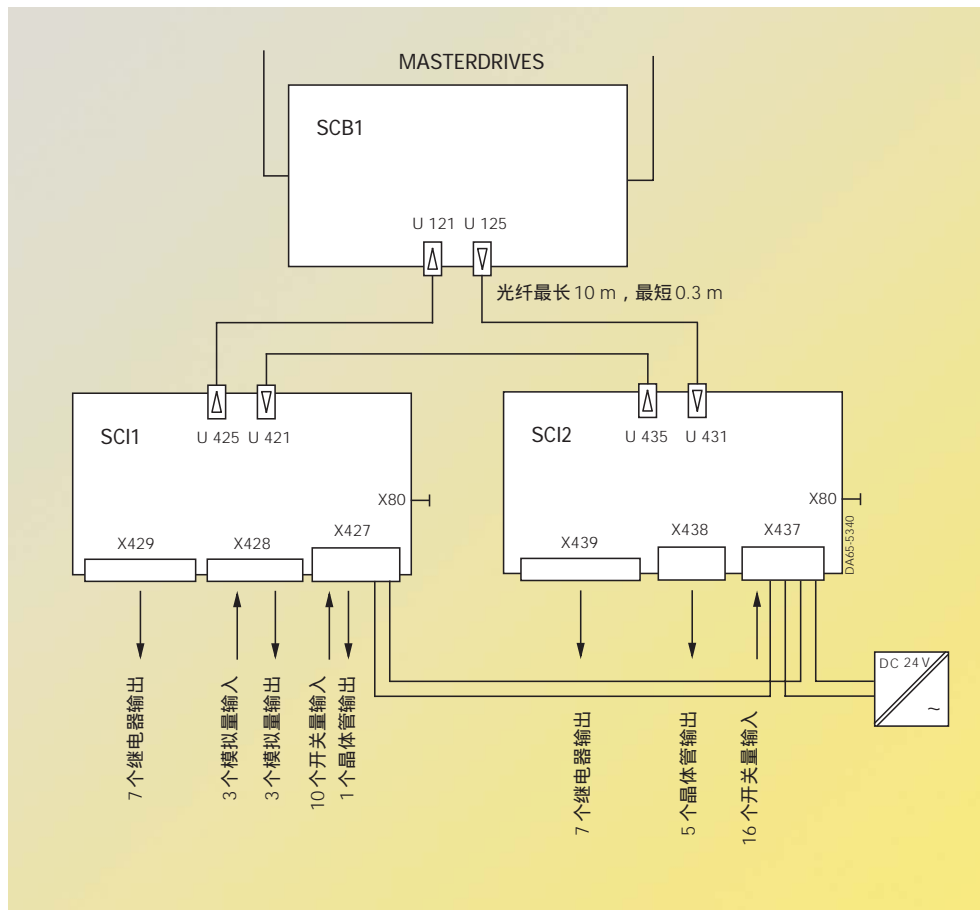 MASTERDRIVES
SCB1
U 121 U 125
光纤最长10 m，最短0.3 m
SCI1
U 425 U 421
X80
X429
X428
X427
7个继电器输出
3个模拟量输入
3个模拟量输出
10个开关量输入
1个晶体管输出
SCI2
U 435 U 431
X80
X439
X438
X437
DA65-5340
7个继电器输出
5个晶体管输出
16个开关量输入
DC 24V
~